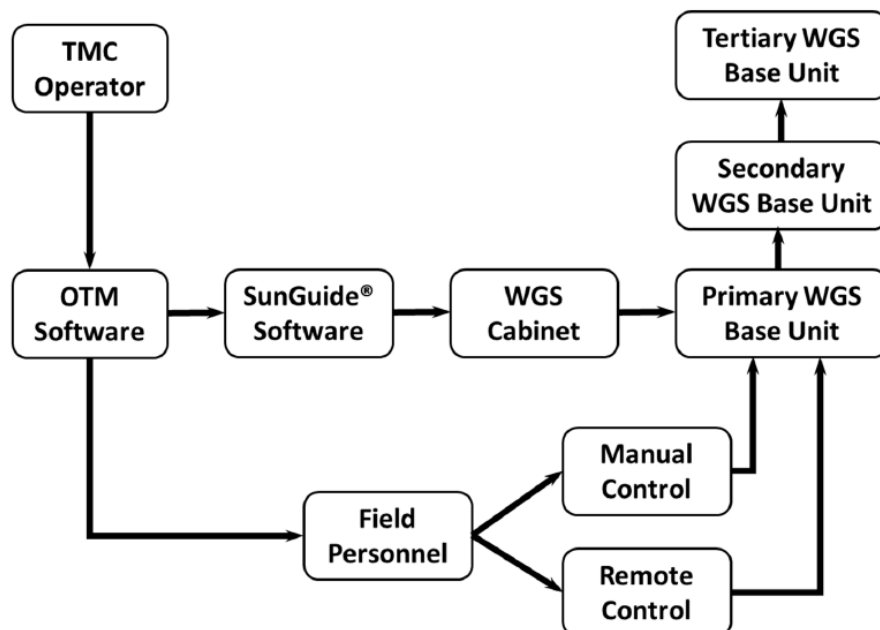 TMC
Operator
Tertiary WGS
Base Unit
Secondary
WGS Base Unit
OTM
Software
SunGuide®
Software
WGS
Cabinet
Primary WGS
Base Unit
Manual
Control
Field
Personnel
Remote
Control